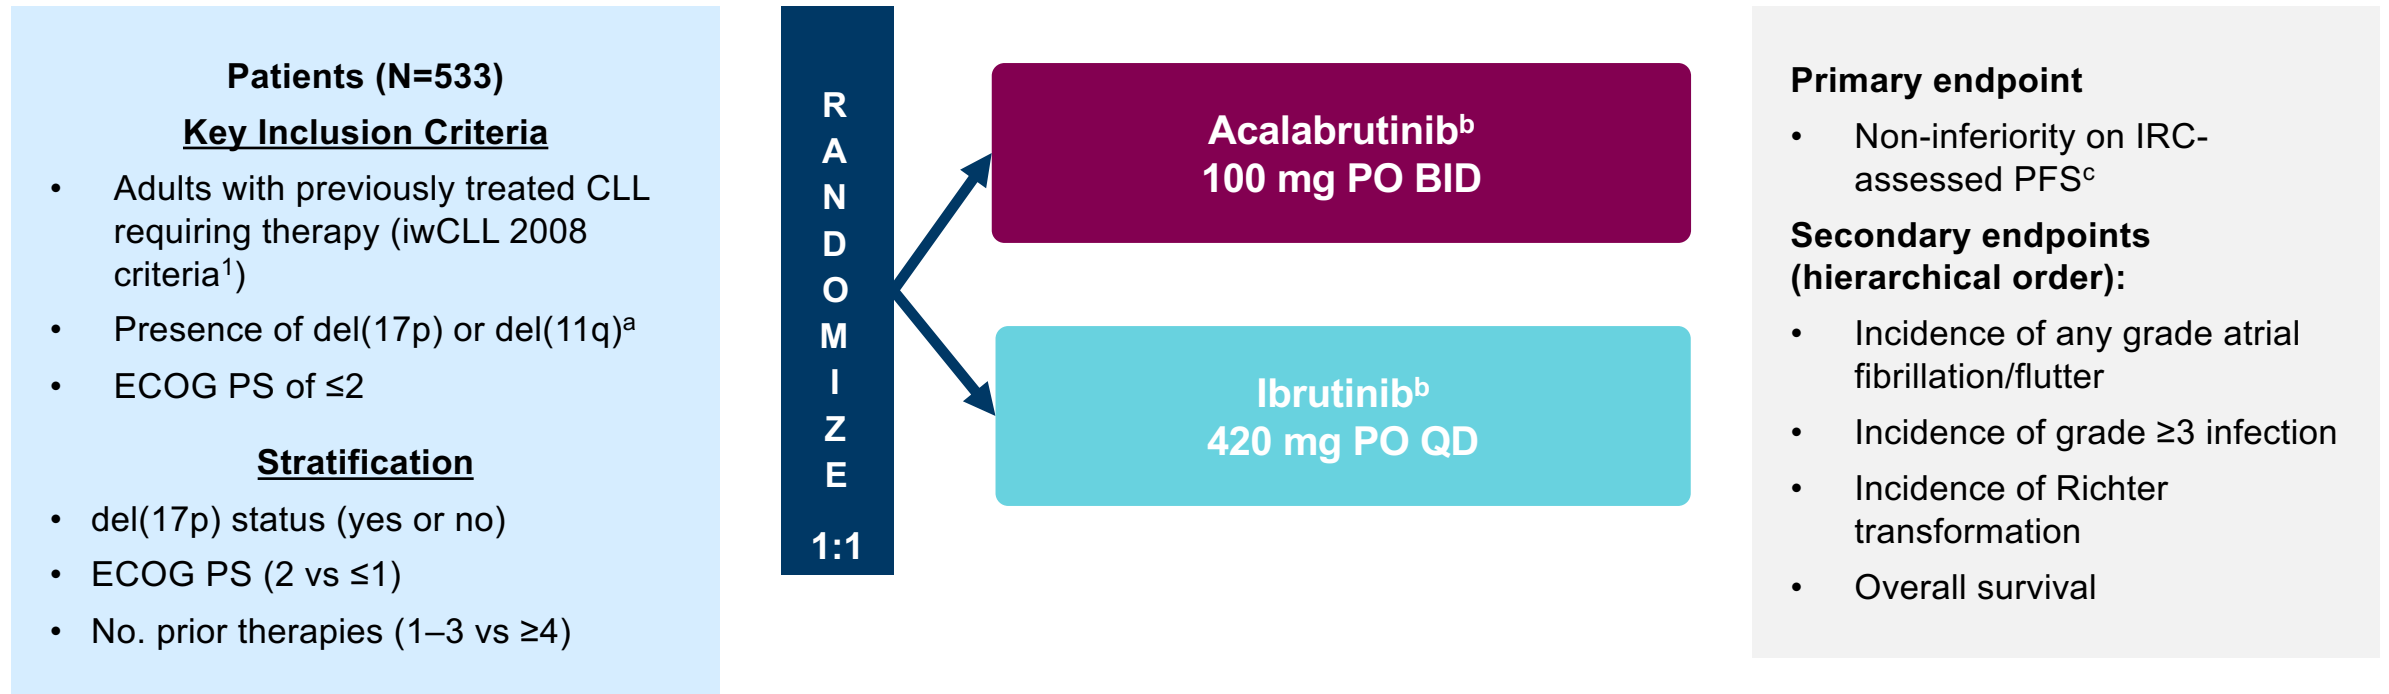 Patients (N=533)
Key Inclusion Criteria
• Adults with previously treated CLL
requiring therapy (iwCLL 2008
criteria¹)
• Presence of del(17p) or del(11q)ᵃ
• ECOG PS of ≤2
Stratification
• del(17p) status (yes or no)
• ECOG PS (2 vs ≤1)
• No. prior therapies (1–3 vs ≥4)
R
A
N
D
O
M
I
Z
E
1:1
Acalabrutinibᵇ
100 mg PO BID
Ibrutinibᵇ
420 mg PO QD
Primary endpoint
• Non-inferiority on IRC-
assessed PFSᶜ
Secondary endpoints
(hierarchical order):
• Incidence of any grade atrial
fibrillation/flutter
• Incidence of grade ≥3 infection
• Incidence of Richter
transformation
• Overall survival